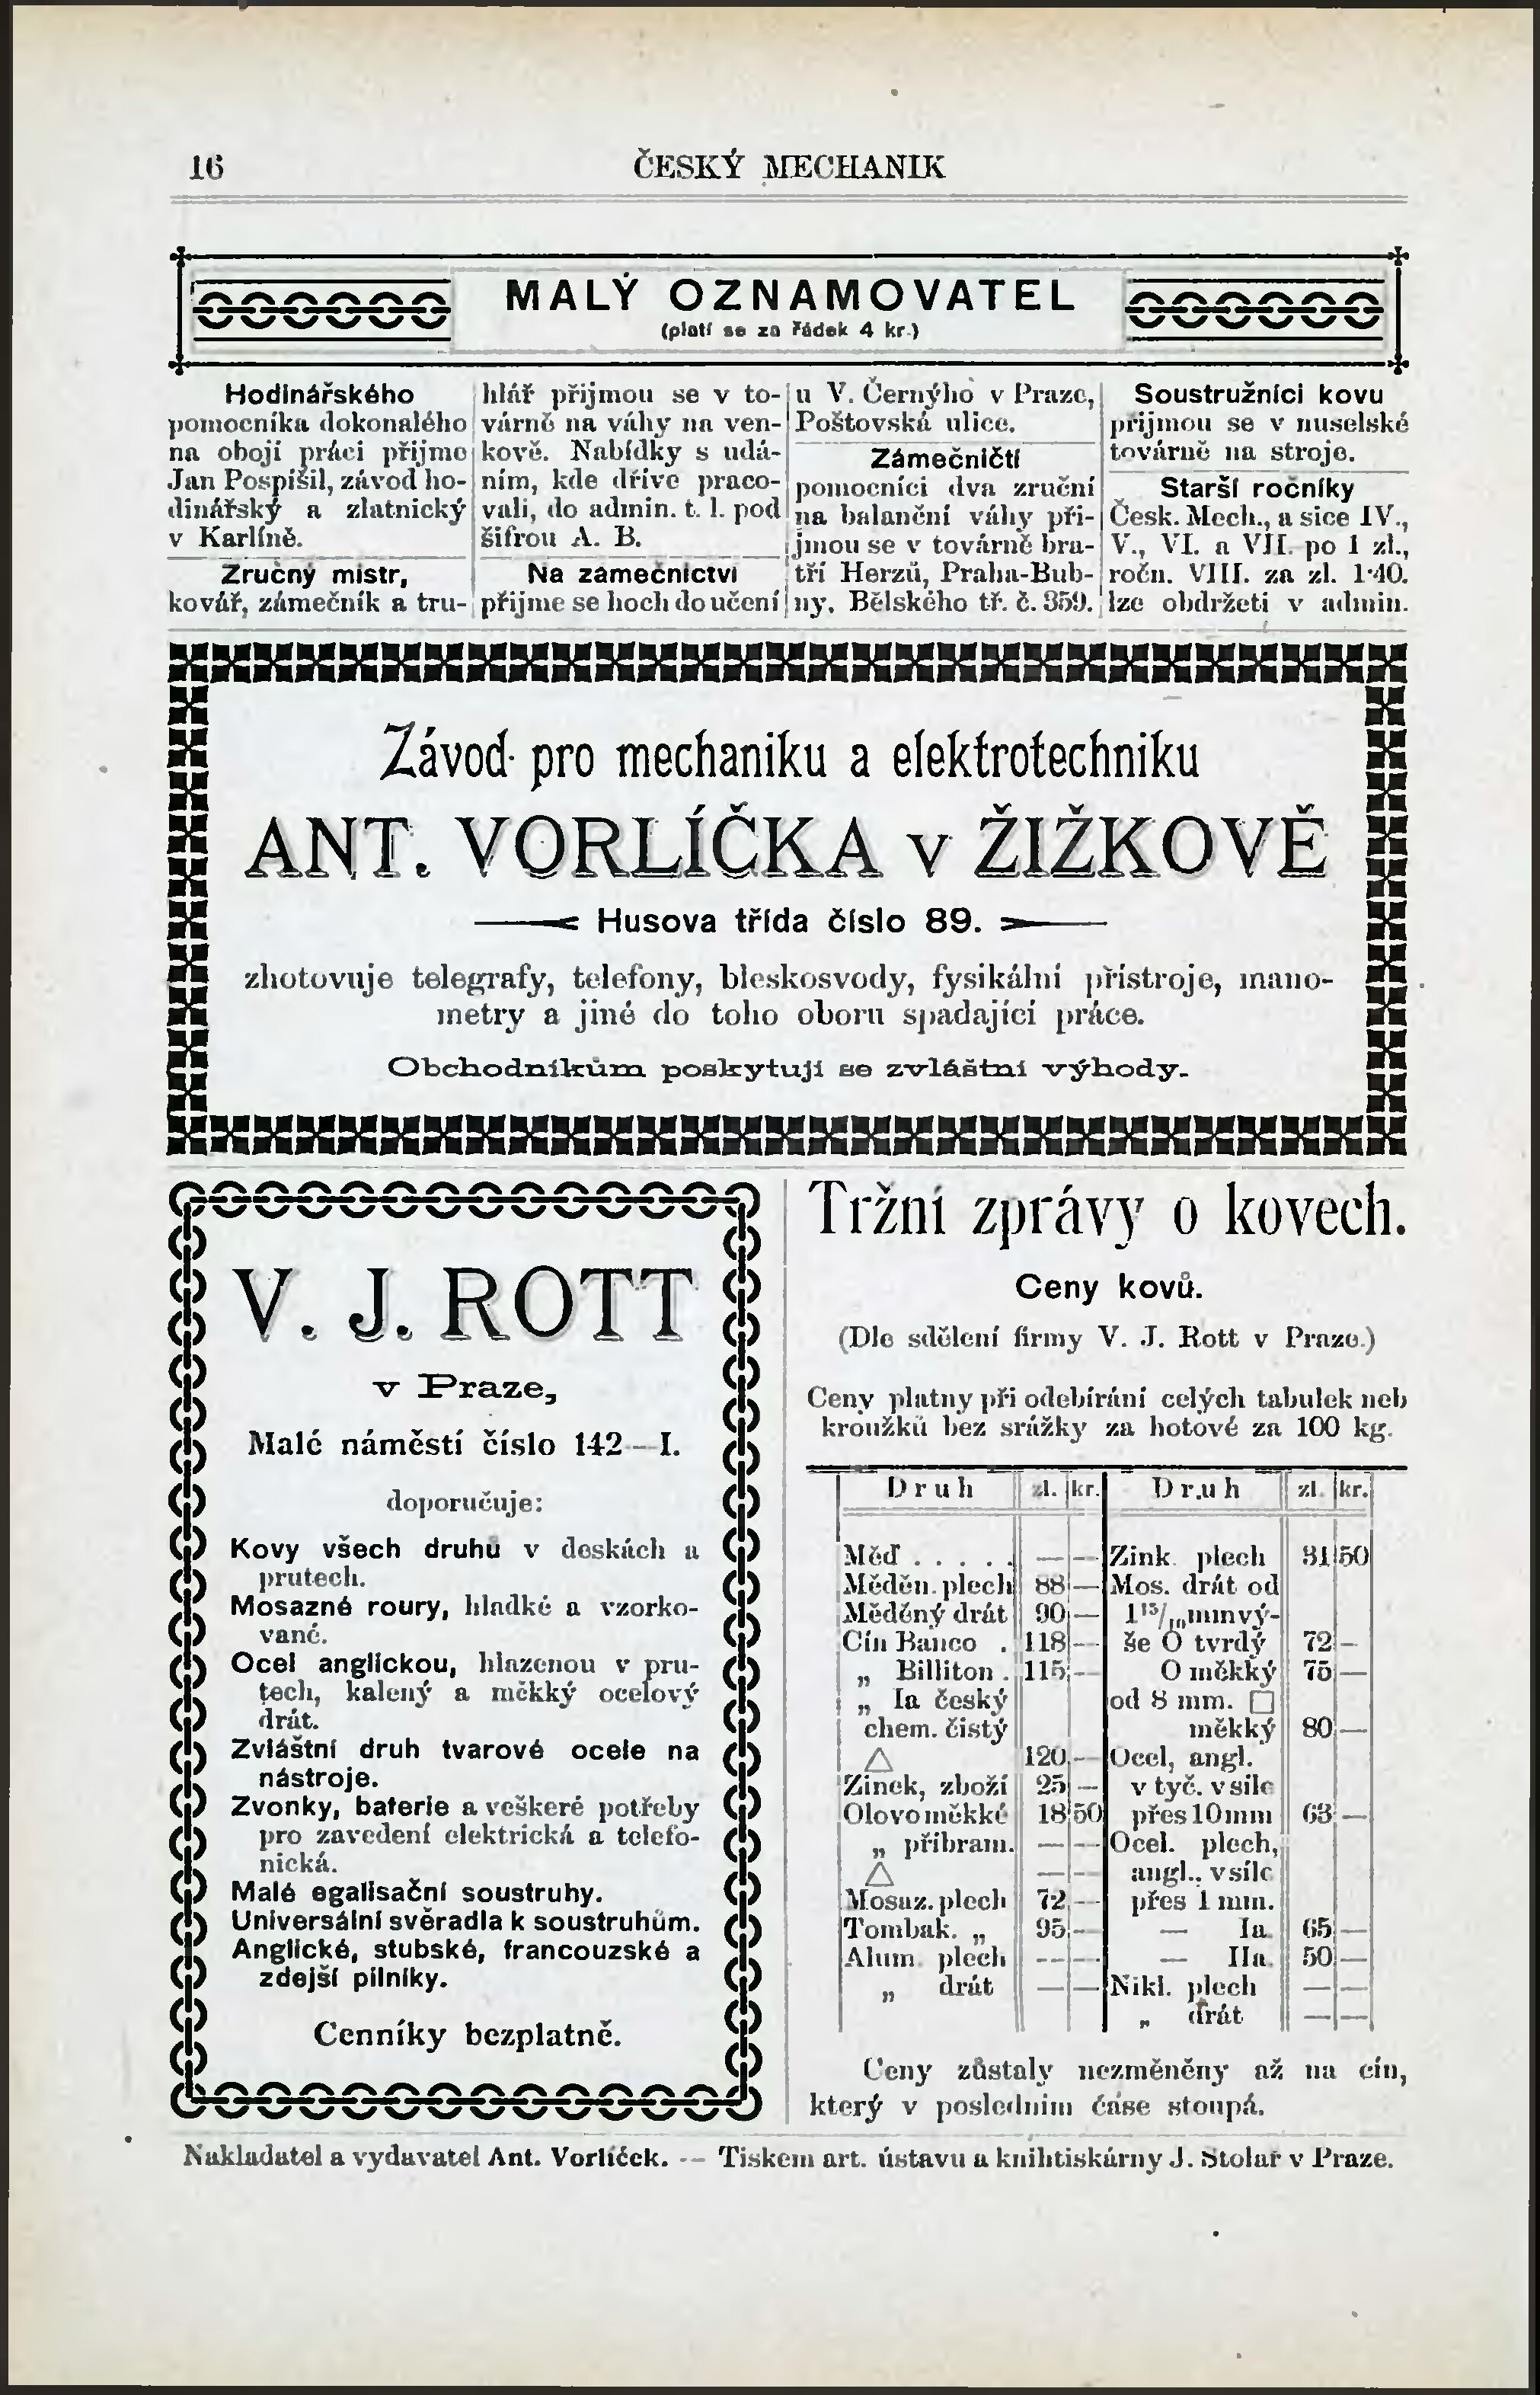 16
ČESKÝ MECHANIK
MALÝ OZNAMOVATEL
(platí se za řádek 4 kr.)
Hodinářského
pomocníka dokonalého
na obojí práci přijme
Jan Pospíšil, závod ho-
dinářský a zlatnický
v Karlíně.
Zručný mistr,
kovář, zámečník a tru-
hlář přijmou se v to-
várně na váhy na ven-
kově. Nabídky s udá-
ním, kde dříve praco-
vali, do admin. t. l. pod
šifrou A. B.
Na zámečnictví
přijme se hoch do učení
u V. Černýho v Praze,
Poštovská ulice.
Zámečničtí
pomocníci dva zruční
na balanční váhy při-
jmou se v továrně bra-
tří Herzů, Praha-Bub-
ny, Bělského tř. č. 359.
Soustružníci kovu
přijmou se v nuselské
továrně na stroje.
Starší ročníky
Česk. Mech., a sice IV.,
V., VI. a VII. po 1 zl.,
ročn. VIII. za zl. 1·40.
lze obdržeti v admin.
Závod pro mechaniku a elektrotechniku
ANT. VORLÍČKA v ŽIŽKOVĚ
Husova třída číslo 89.
zhotovuje telegrafy, telefony, bleskosvody, fysikální přístroje, mano-
metry a jiné do toho oboru spadající práce.
Obchodníkům poskytují se zvláštní výhody.
V. J. ROTT
v Praze,
Malé náměstí číslo 142 – I.
doporučuje:
Kovy všech druhů v deskách a
prutech.
Mosazné roury, hladké a vzorko-
vané.
Ocel anglickou, hlazenou v pru-
tech, kalený a měkký ocelový
drát.
Zvláštní druh tvarové ocele na
nástroje.
Zvonky, baterie a veškeré potřeby
pro zavedení elektrická a telefo-
nická.
Malé egalisační soustruhy.
Universální svěradla k soustruhům.
Anglické, stubské, francouzské a
zdejší pilníky.
Cenníky bezplatně.
Tržní zprávy o kovech.
Ceny kovů.
(Dle sdělení firmy V. J. Rott v Praze.)
Ceny platny při odebírání celých tabulek neb
kroužků bez srážky za hotové za 100 kg.
Druh zl. kr. Druh zl. kr.
Měď . . . . . — —
Měděn. plech 88 —
Měděný drát 90 —
Cín Banco . 118 —
„ Billiton . 115 —
„ Ia český
chem. čistý
△ 120 —
Zinek, zboží 25 —
Olovo měkké 18 50
„ příbram. — —
△ — —
Mosaz. plech 72 —
Tombak. „ 95 —
Alum. plech — —
„ drát — —
Zink. plech 31 50
Mos. drát od
1¹⁵/₁₀ mm vý-
še O tvrdý 72 —
O měkký 75 —
od 8 mm. □
měkký 80 —
Ocel, angl.
v tyč. v síle
přes 10 mm 63 —
Ocel. plech,
angl., v síle
přes 1 mm.
— Ia. 65 —
— IIa. 50 —
Nikl. plech — —
„ drát — —
Ceny zůstaly nezměněny až na cín,
který v posledním čáse stoupá.
Nakladatel a vydavatel Ant. Vorlíček. — Tiskem art. ústavu a knihtiskárny J. Stolař v Praze.